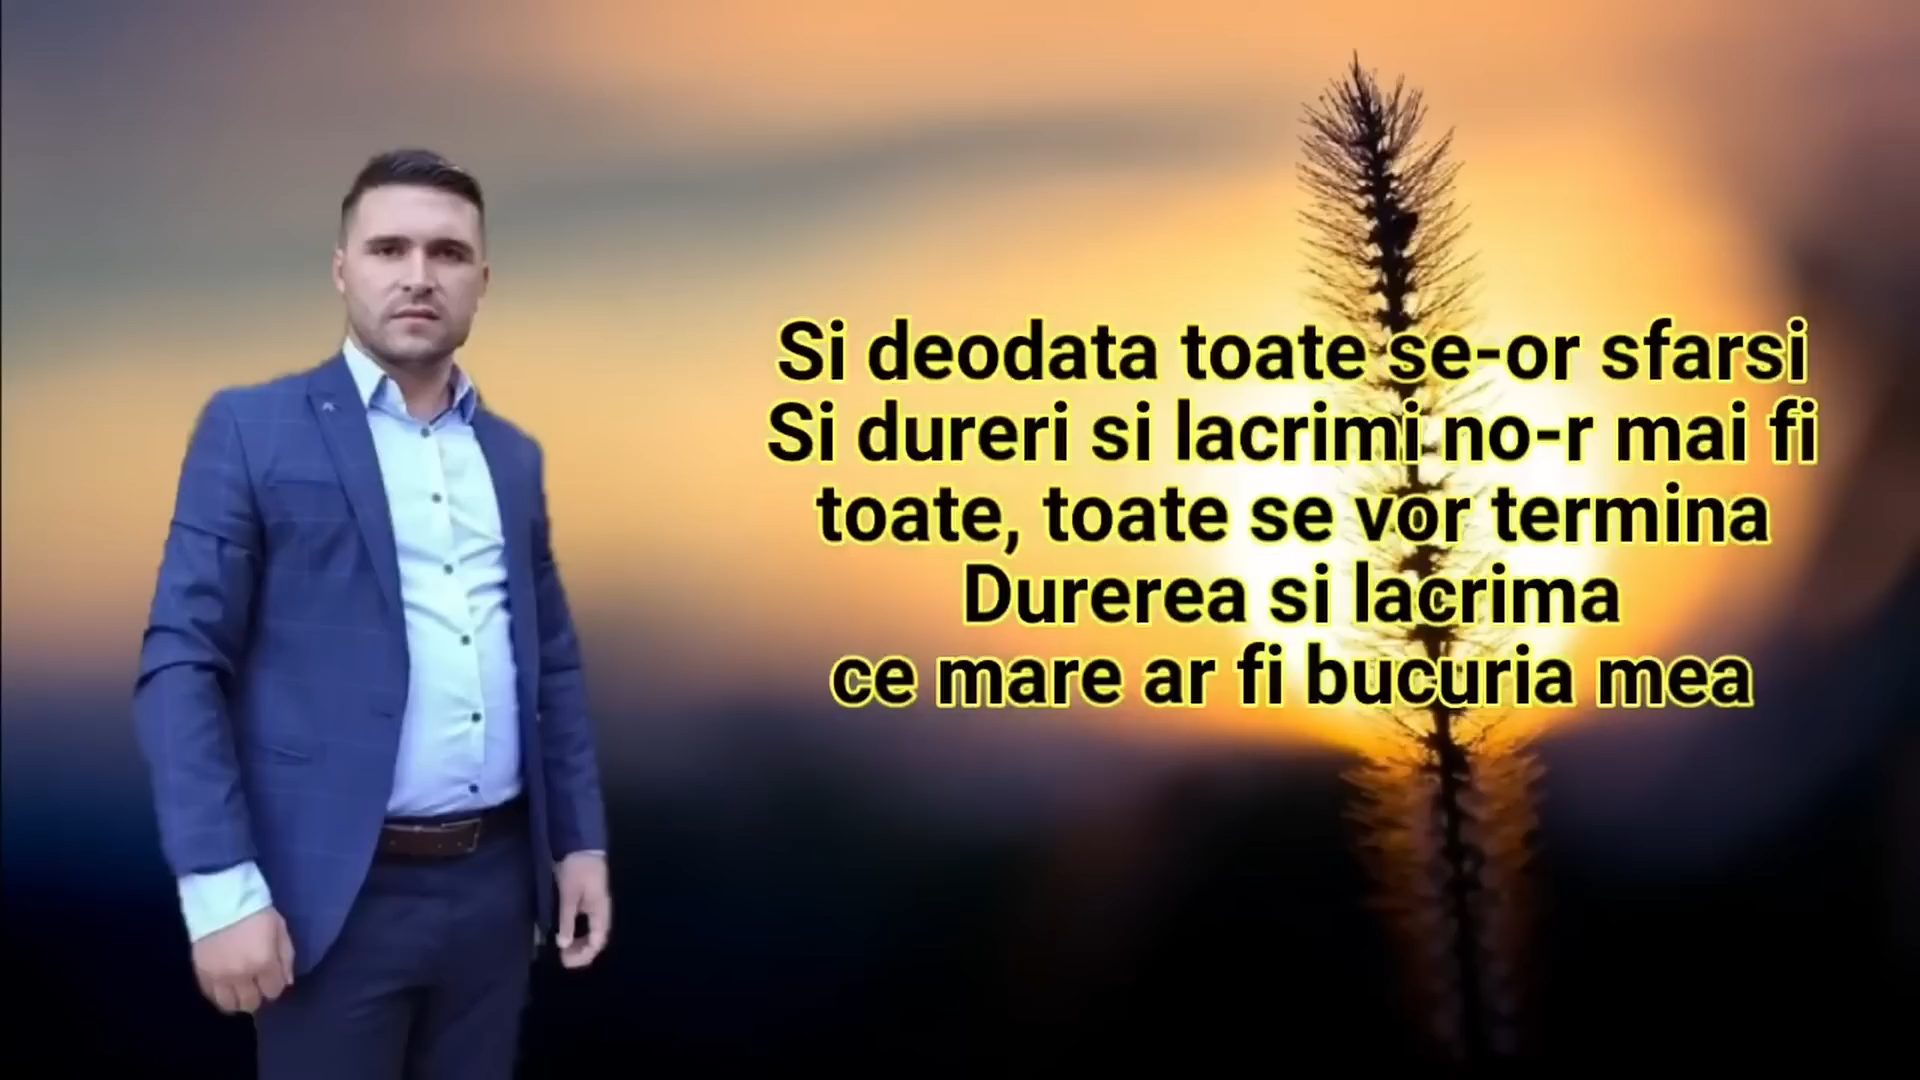 Si deodata toate se-or sfarsi
Si dureri si lacrimi no-r mai fi
toate, toate se vor termina
Durerea si lacrima
ce mare ar fi bucuria mea